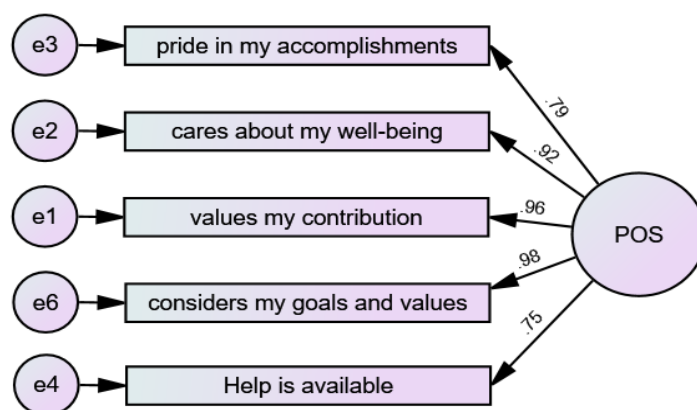 e3
pride in my accomplishments
.79
e2
cares about my well-being
.92
e1
values my contribution
.96
POS
e6
considers my goals and values
.98
e4
Help is available
.75